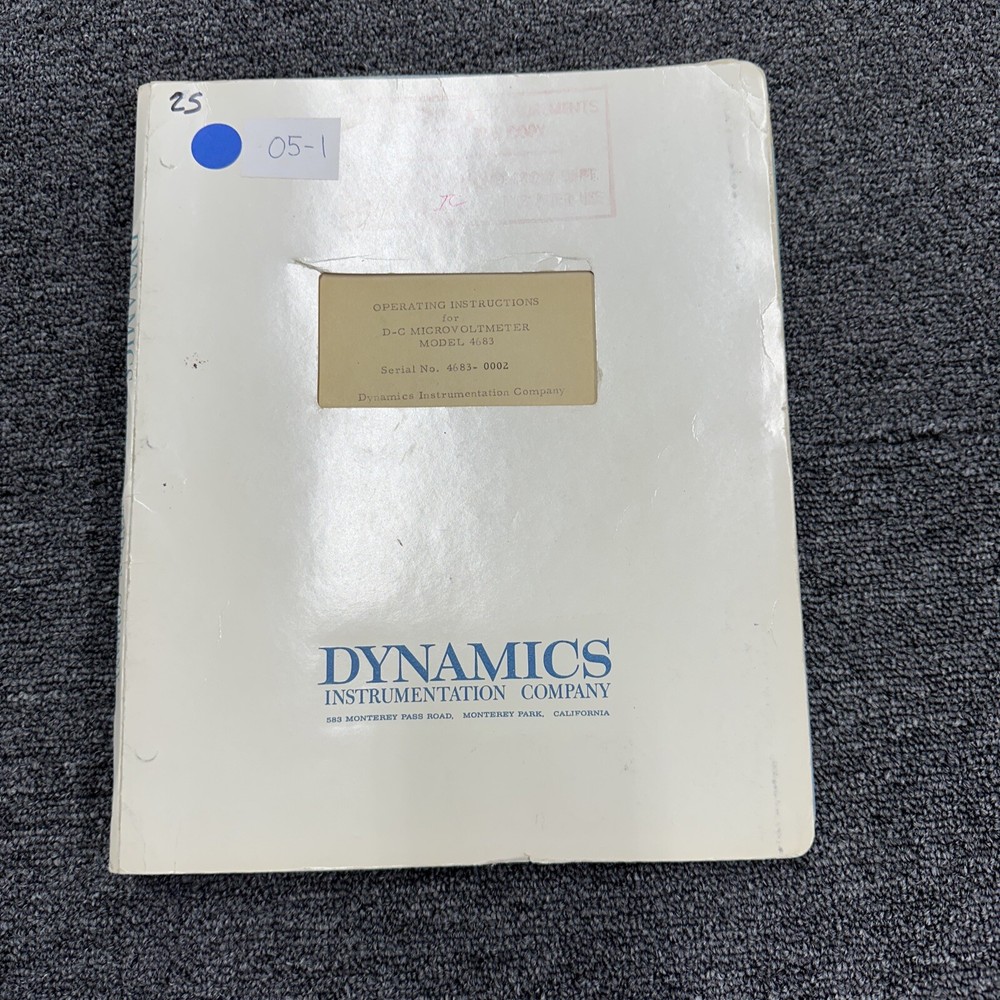 25
05-1
JC
OPERATING INSTRUCTIONS
for
D-C MICROVOLTMETER
MODEL 4683
Serial No. 4683- 0002
Dynamics Instrumentation Company
DYNAMICS
INSTRUMENTATION COMPANY
583 MONTEREY PASS ROAD, MONTEREY PARK, CALIFORNIA